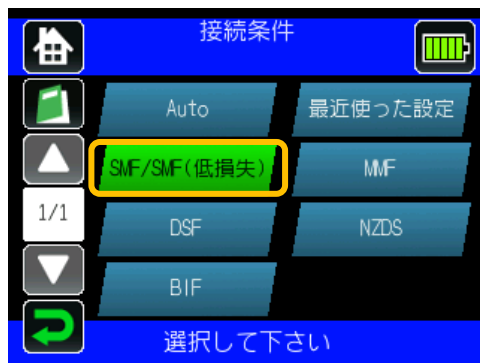 接続条件
Auto
最近使った設定
SMF/SMF(低損失)
MMF
1/1
DSF
NZDS
BIF
選択して下さい